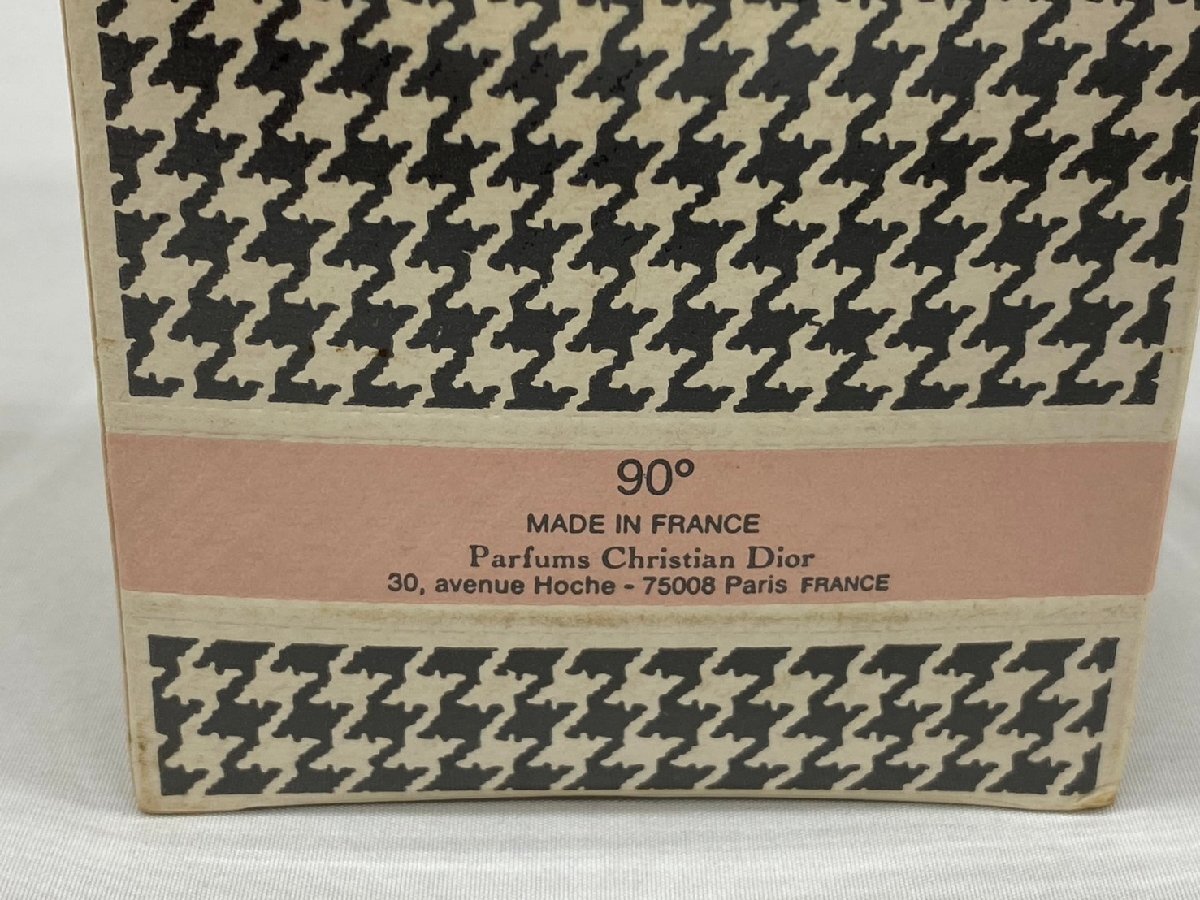 90°
MADE IN FRANCE
Parfums Christian Dior
30, avenue Hoche - 75008 Paris FRANCE